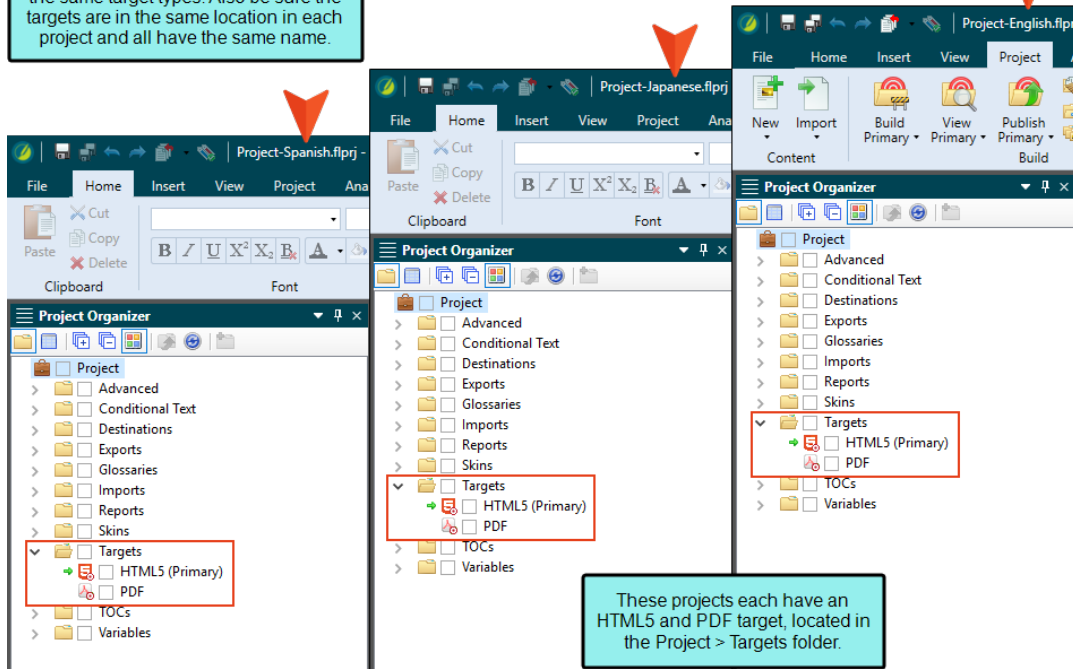 the same target types. Also be sure the
targets are in the same location in each
project and all have the same name.
Project-Spanish.flprj -
File Home Insert View Project Ana
Paste
Cut
Copy
Delete
B I U X² X₂ B A
Clipboard Font
Project Organizer
Project
Advanced
Conditional Text
Destinations
Exports
Glossaries
Imports
Reports
Skins
Targets
HTML5 (Primary)
PDF
TOCs
Variables
Project-Japanese.flprj
File Home Insert View Project Ana
Paste
Cut
Copy
Delete
B I U X² X₂ B A
Clipboard Font
Project Organizer
Project
Advanced
Conditional Text
Destinations
Exports
Glossaries
Imports
Reports
Skins
Targets
HTML5 (Primary)
PDF
TOCs
Variables
Project-English.flprj
File Home Insert View Project A
New Import Build Primary View Primary Publish Primary
Content Build
Project Organizer
Project
Advanced
Conditional Text
Destinations
Exports
Glossaries
Imports
Reports
Skins
Targets
HTML5 (Primary)
PDF
TOCs
Variables
These projects each have an
HTML5 and PDF target, located in
the Project > Targets folder.